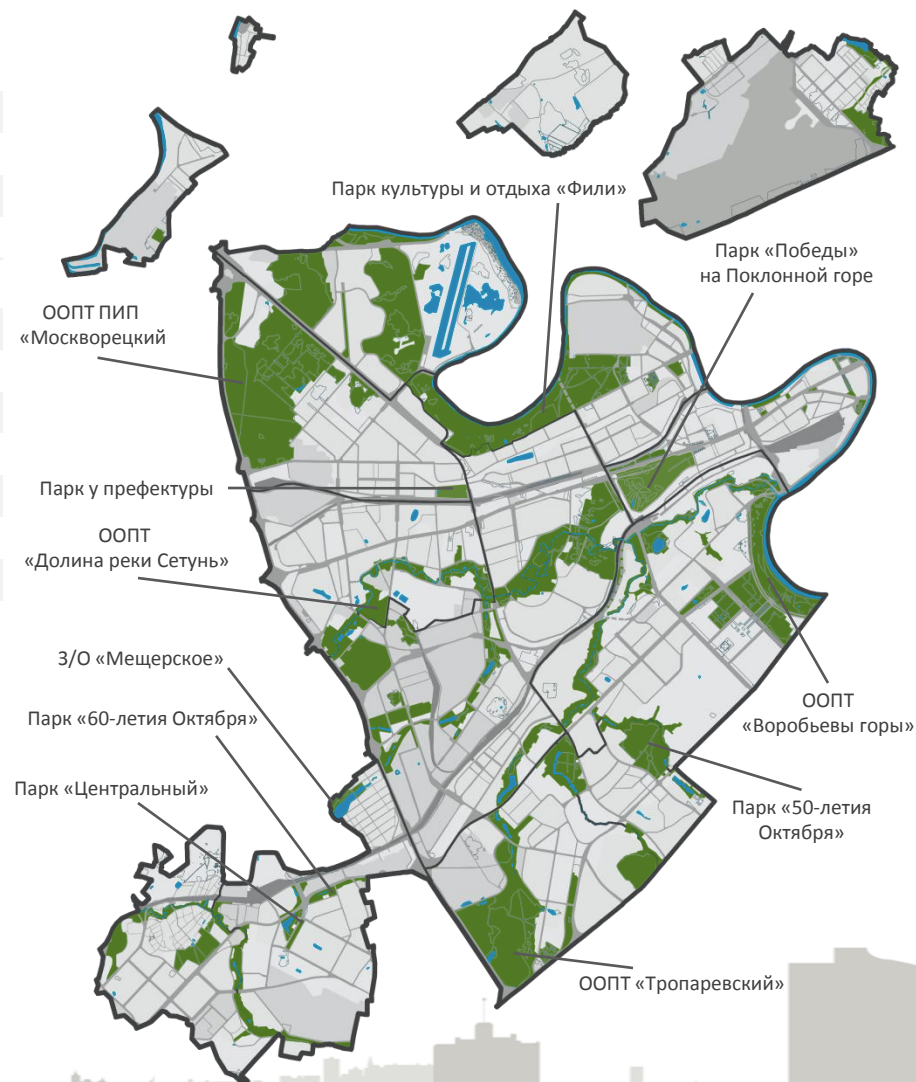 Парк культуры и отдыха «Фили»
Парк «Победы»
на Поклонной горе
ООПТ ПИП
«Москворецкий
Парк у префектуры
ООПТ
«Долина реки Сетунь»
З/О «Мещерское»
Парк «60-летия Октября»
Парк «Центральный»
ООПТ
«Воробьевы горы»
Парк «50-летия
Октября»
ООПТ «Тропаревский»